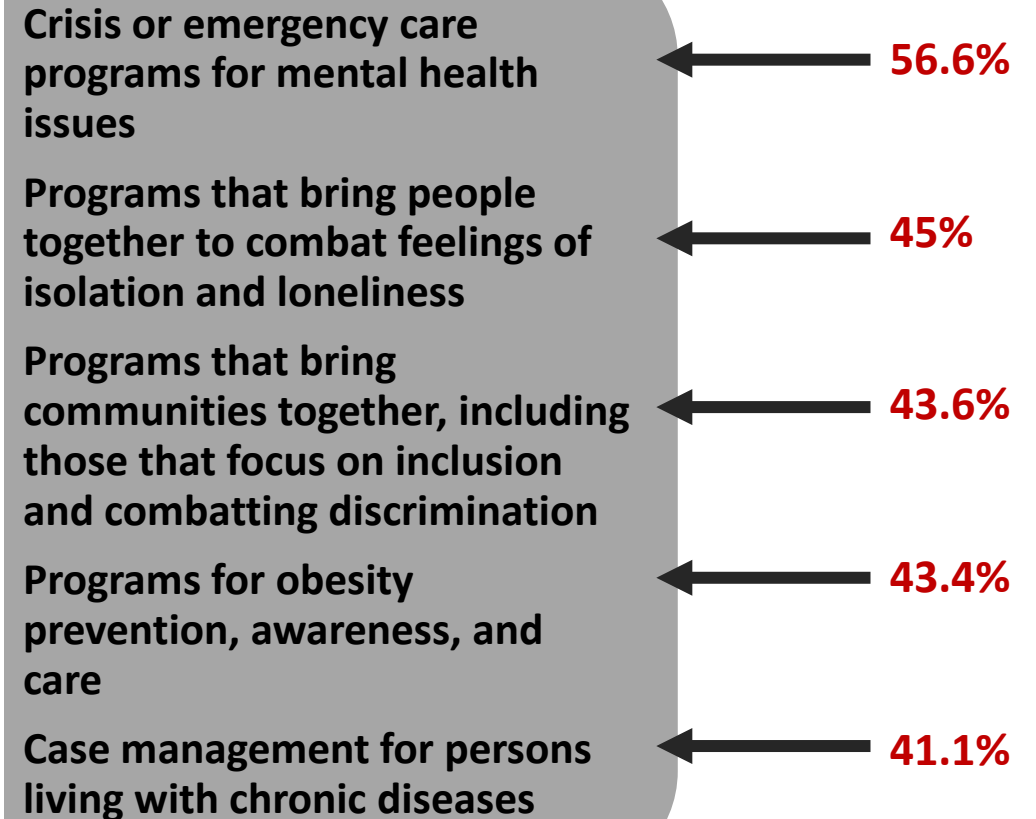 Crisis or emergency care
programs for mental health
issues
56.6%
Programs that bring people
together to combat feelings of
isolation and loneliness
45%
Programs that bring
communities together, including
those that focus on inclusion
and combatting discrimination
43.6%
Programs for obesity
prevention, awareness, and
care
43.4%
Case management for persons
living with chronic diseases
41.1%